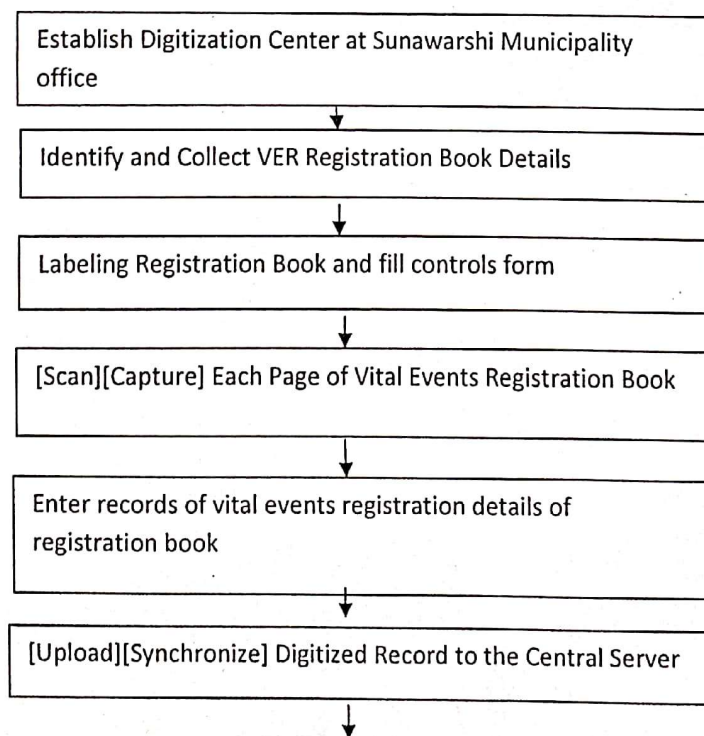 Establish Digitization Center at Sunawarshi Municipality
office
Identify and Collect VER Registration Book Details
Labeling Registration Book and fill controls form
[Scan][Capture] Each Page of Vital Events Registration Book
Enter records of vital events registration details of
registration book
[Upload][Synchronize] Digitized Record to the Central Server